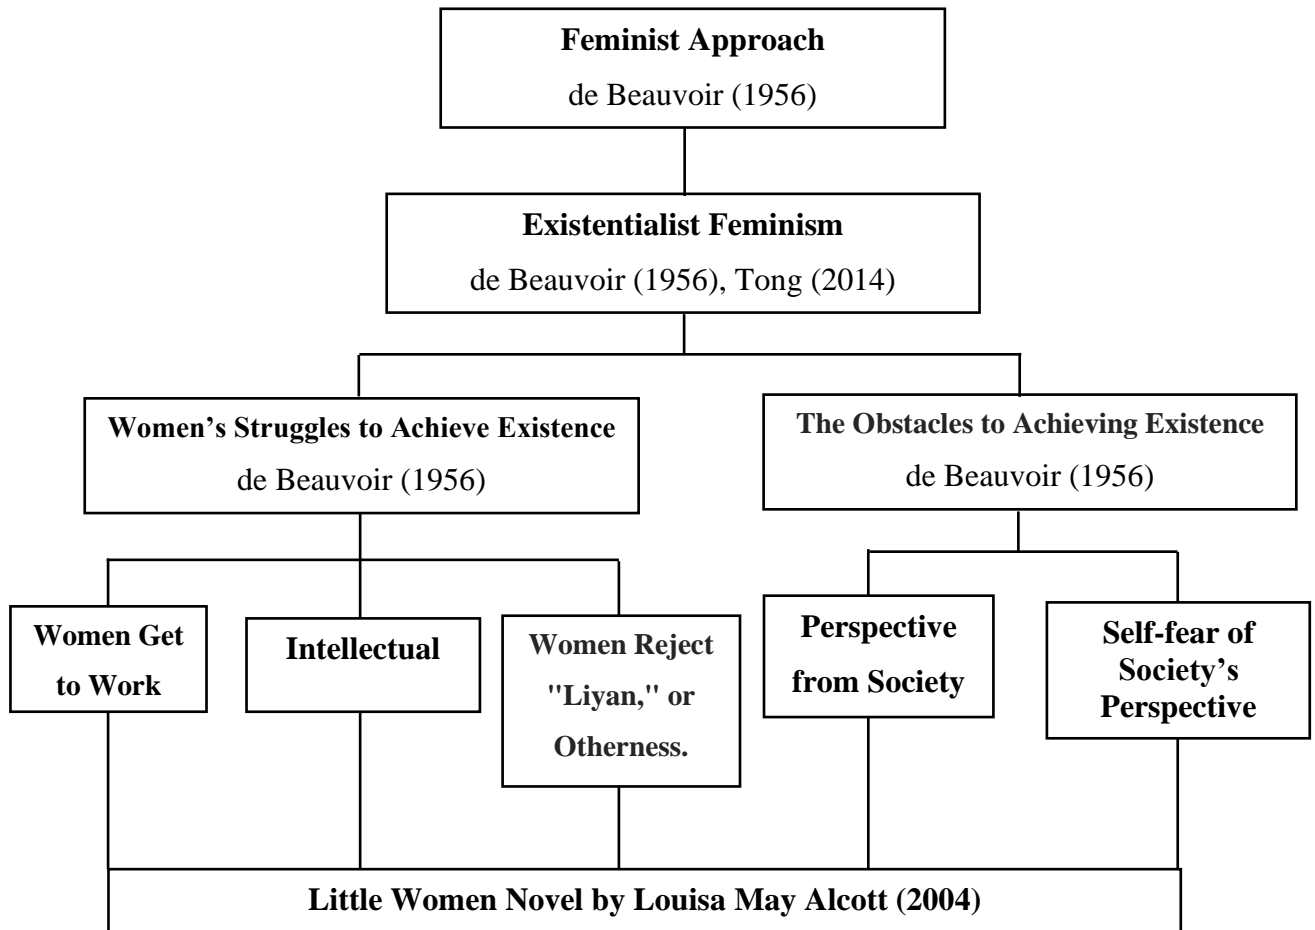 Feminist Approach
de Beauvoir (1956)
Existentialist Feminism
de Beauvoir (1956), Tong (2014)
Women’s Struggles to Achieve Existence
de Beauvoir (1956)
The Obstacles to Achieving Existence
de Beauvoir (1956)
Women Get
to Work
Intellectual
Women Reject
"Liyan," or
Otherness.
Perspective
from Society
Self-fear of
Society’s
Perspective
Little Women Novel by Louisa May Alcott (2004)